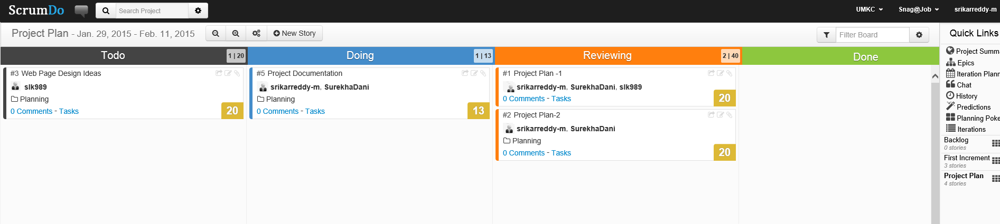 ScrumDo Search Project UMKC Snag@Job srikarreddy-m
Project Plan - Jan. 29, 2015 - Feb. 11, 2015 New Story Filter Board
Todo 1 | 20
#3 Web Page Design Ideas
slk989
Planning
0 Comments - Tasks 20
Doing 1 | 13
#5 Project Documentation
srikarreddy-m, SurekhaDani
Planning
0 Comments - Tasks 13
Reviewing 2 | 40
#1 Project Plan -1
srikarreddy-m, SurekhaDani, slk989
0 Comments - Tasks 20
#2 Project Plan-2
srikarreddy-m, SurekhaDani
Planning
0 Comments - Tasks 20
Done
Quick Links
Project Summa
Epics
Iteration Plann
Chat
History
Predictions
Planning Poke
Iterations
Backlog
0 stories
First Increment
3 stories
Project Plan
4 stories